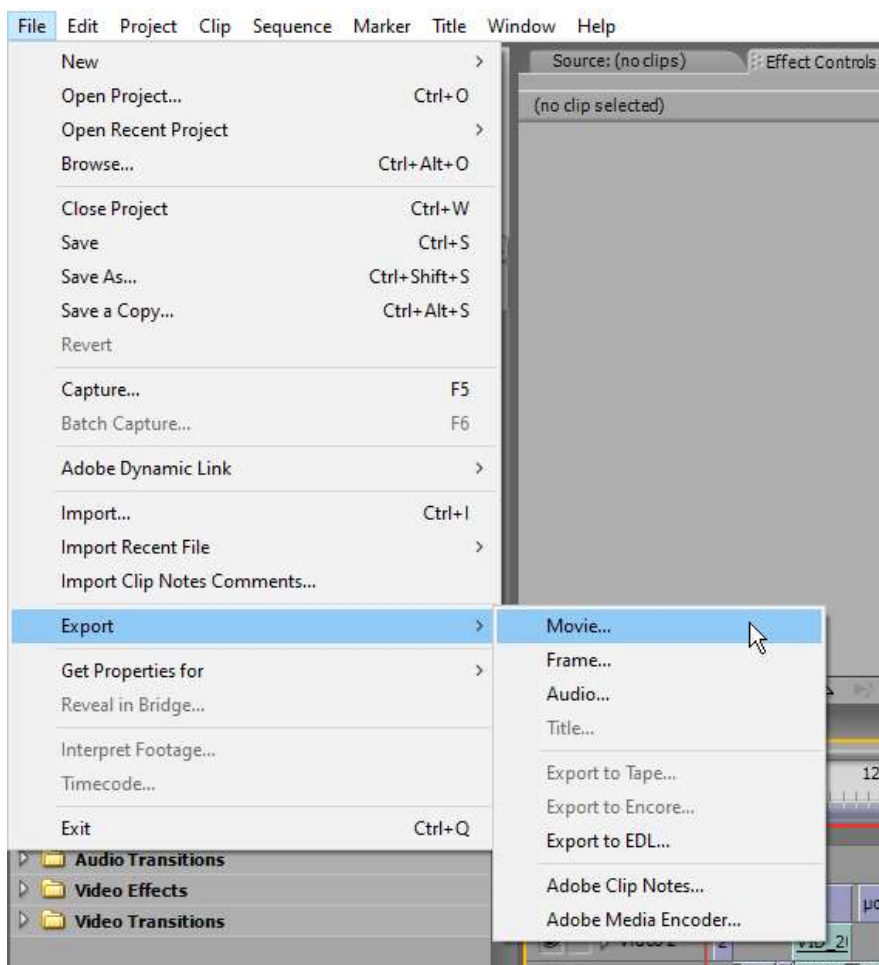 File Edit Project Clip Sequence Marker Title Window Help
New
Open Project... Ctrl+O
Open Recent Project
Browse... Ctrl+Alt+O
Close Project Ctrl+W
Save Ctrl+S
Save As... Ctrl+Shift+S
Save a Copy... Ctrl+Alt+S
Revert
Capture... F5
Batch Capture... F6
Adobe Dynamic Link
Import... Ctrl+I
Import Recent File
Import Clip Notes Comments...
Export
Get Properties for
Reveal in Bridge...
Interpret Footage...
Timecode...
Exit Ctrl+Q
Audio Transitions
Video Effects
Video Transitions
Source: (no clips) Effect Controls
(no clip selected)
Movie...
Frame...
Audio...
Title...
Export to Tape...
Export to Encore...
Export to EDL...
Adobe Clip Notes...
Adobe Media Encoder...
12